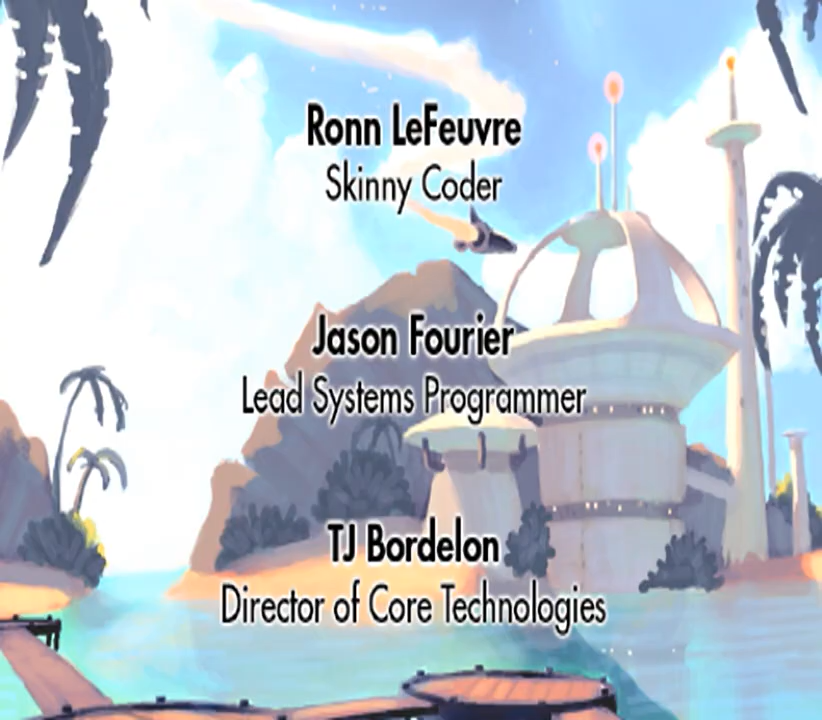 Ronn LeFeuvre
Skinny Coder
Jason Fourier
Lead Systems Programmer
TJ Bordelon
Director of Core Technologies